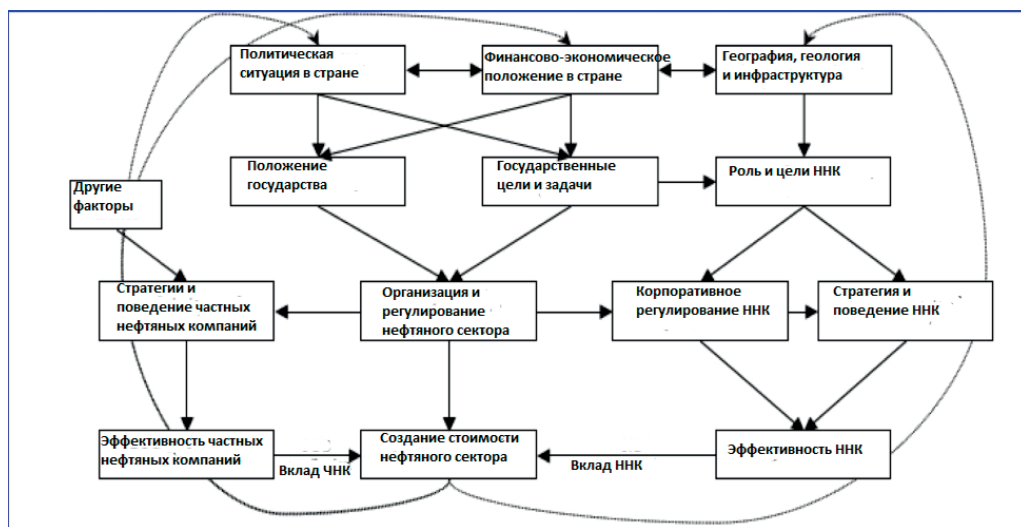 Политическая
ситуация в стране
Финансово-экономическое
положение в стране
География, геология
и инфраструктура
Положение
государства
Государственные
цели и задачи
Роль и цели ННК
Другие
факторы
Стратегии и
поведение частных
нефтяных компаний
Организация и
регулирование
нефтяного сектора
Корпоративное
регулирование ННК
Стратегия и
поведение ННК
Эффективность частных
нефтяных компаний
Вклад ЧНК
Создание стоимости
нефтяного сектора
Вклад ННК
Эффективность ННК